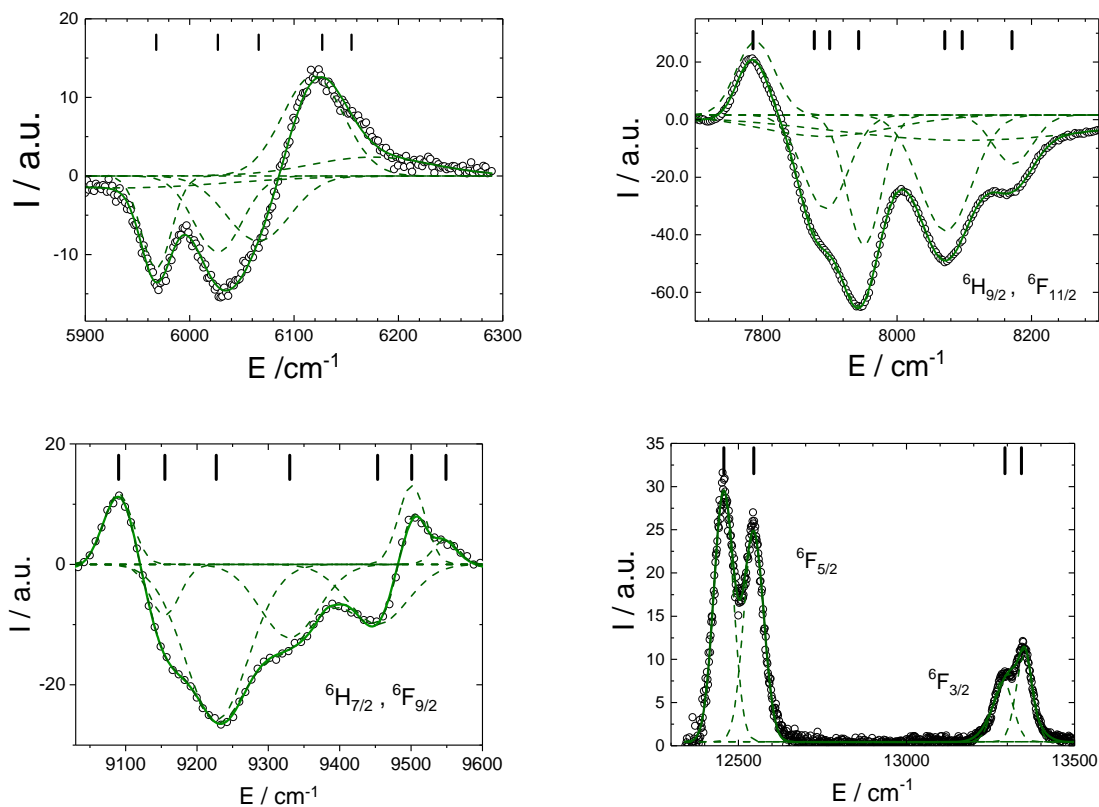 20
10
0
-10
I / a.u.
5900 6000 6100 6200 6300
E /cm-1
20.0
0.0
-20.0
-40.0
-60.0
I / a.u.
6H9/2 , 6F11/2
7800 8000 8200
E / cm-1
20
0
-20
I / a.u.
6H7/2 , 6F9/2
9100 9200 9300 9400 9500 9600
E / cm-1
35
30
25
20
15
10
5
0
I / a.u.
6F5/2
6F3/2
12500 13000 13500
E / cm-1